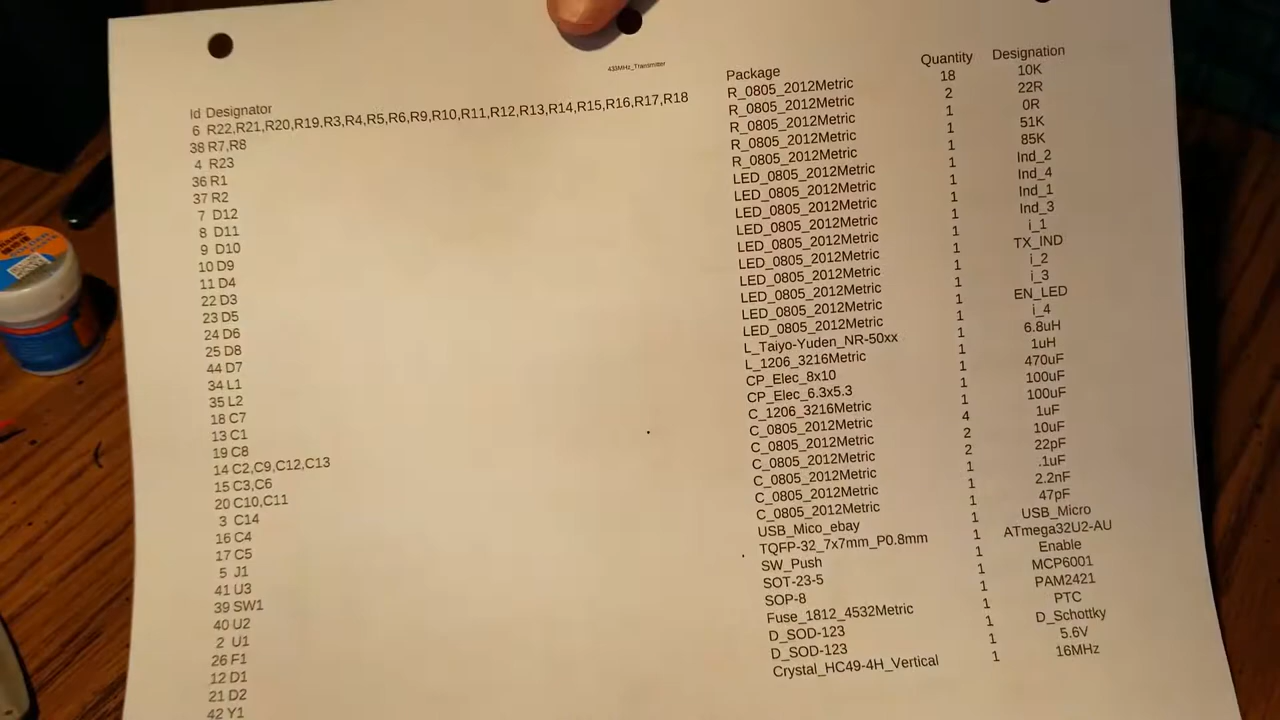 433MHz_Transmitter
Id Designator Package Quantity Designation
6 R22,R21,R20,R19,R3,R4,R5,R6,R9,R10,R11,R12,R13,R14,R15,R16,R17,R18 R_0805_2012Metric 18 10K
38 R7,R8 R_0805_2012Metric 2 22R
4 R23 R_0805_2012Metric 1 0R
36 R1 R_0805_2012Metric 1 51K
37 R2 R_0805_2012Metric 1 85K
7 D12 LED_0805_2012Metric 1 Ind_2
8 D11 LED_0805_2012Metric 1 Ind_4
9 D10 LED_0805_2012Metric 1 Ind_1
10 D9 LED_0805_2012Metric 1 Ind_3
11 D4 LED_0805_2012Metric 1 i_1
22 D3 LED_0805_2012Metric 1 TX_IND
23 D5 LED_0805_2012Metric 1 i_2
24 D6 LED_0805_2012Metric 1 i_3
25 D8 LED_0805_2012Metric 1 EN_LED
44 D7 LED_0805_2012Metric 1 i_4
34 L1 L_Taiyo-Yuden_NR-50xx 1 6.8uH
35 L2 L_1206_3216Metric 1 1uH
18 C7 CP_Elec_8x10 1 470uF
13 C1 CP_Elec_6.3x5.3 1 100uF
19 C8 C_1206_3216Metric 1 100uF
14 C2,C9,C12,C13 C_0805_2012Metric 4 1uF
15 C3,C6 C_0805_2012Metric 2 10uF
20 C10,C11 C_0805_2012Metric 2 22pF
3 C14 C_0805_2012Metric 1 .1uF
16 C4 C_0805_2012Metric 1 2.2nF
17 C5 C_0805_2012Metric 1 47pF
5 J1 USB_Mico_ebay 1 USB_Micro
41 U3 TQFP-32_7x7mm_P0.8mm 1 ATmega32U2-AU
39 SW1 SW_Push 1 Enable
40 U2 SOT-23-5 1 MCP6001
2 U1 SOP-8 1 PAM2421
26 F1 Fuse_1812_4532Metric 1 PTC
12 D1 D_SOD-123 1 D_Schottky
21 D2 D_SOD-123 1 5.6V
42 Y1 Crystal_HC49-4H_Vertical 1 16MHz